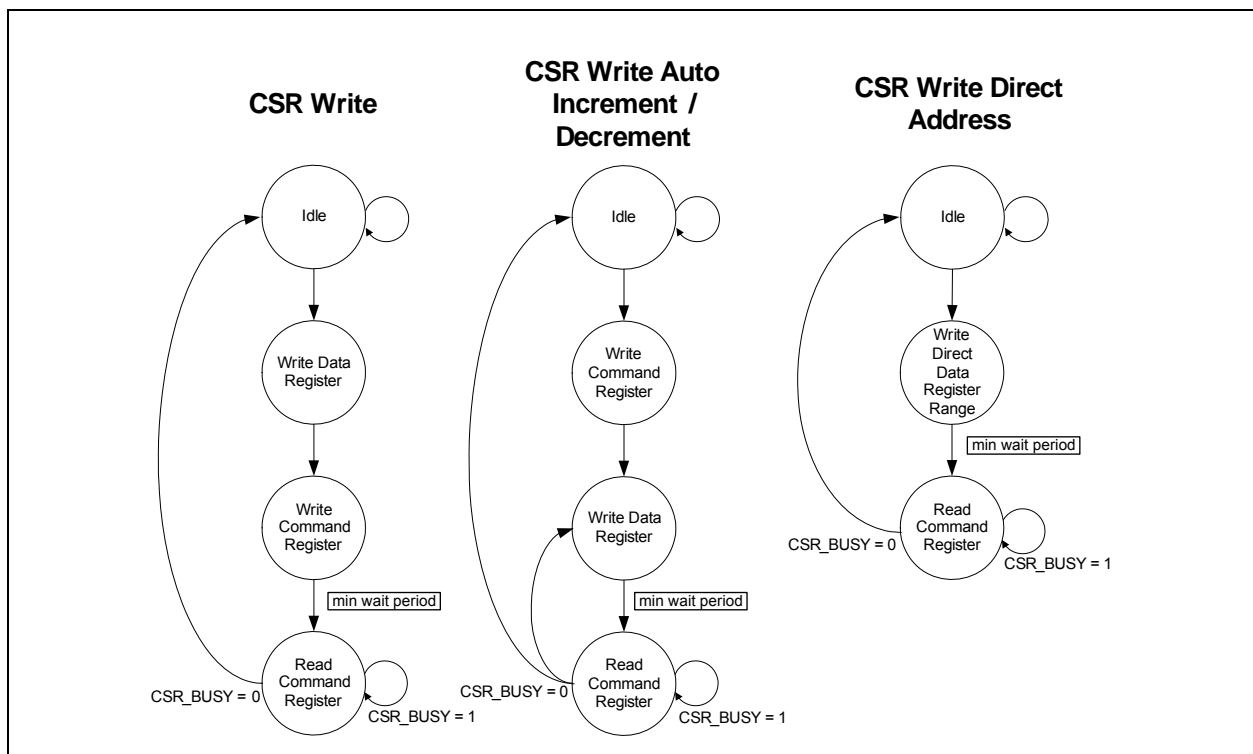 CSR Write
Idle
Write Data
Register
Write
Command
Register
min wait period
Read
Command
Register
CSR_BUSY = 0
CSR_BUSY = 1
CSR Write Auto
Increment /
Decrement
Idle
Write
Command
Register
Write Data
Register
min wait period
Read
Command
Register
CSR_BUSY = 0
CSR_BUSY = 1
CSR Write Direct
Address
Idle
Write
Direct
Data
Register
Range
min wait period
Read
Command
Register
CSR_BUSY = 0
CSR_BUSY = 1